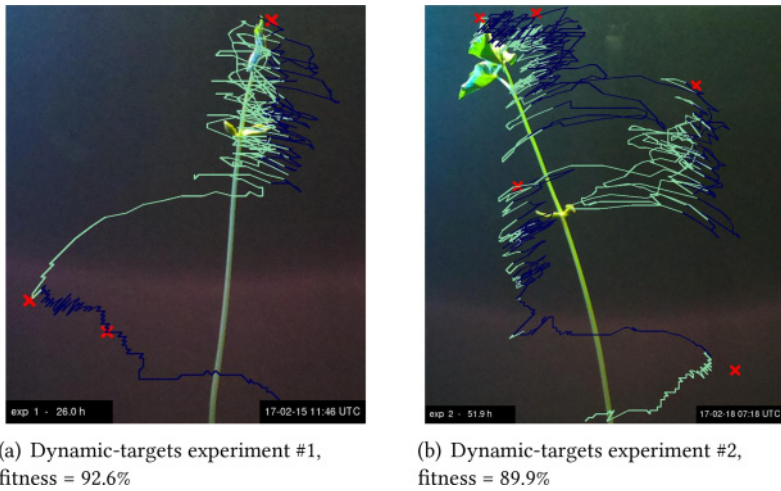 exp 1 - 26.0 h
17-02-15 11:46 UTC
exp 2 - 51.9 h
17-02-18 07:18 UTC
(a) Dynamic-targets experiment #1,
fitness = 92.6%
(b) Dynamic-targets experiment #2,
fitness = 89.9%